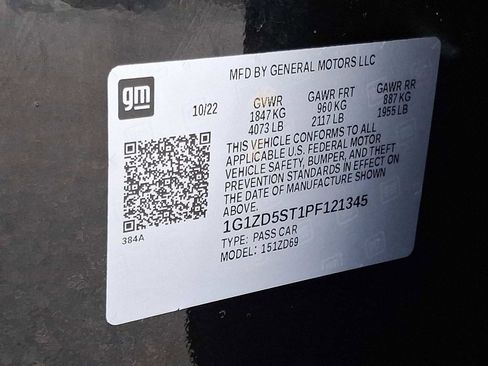 MFD BY GENERAL MOTORS LLC
gm
10/22 GVWR GAWR FRT GAWR RR
1847 KG 960 KG 887 KG
4073 LB 2117 LB 1955 LB
THIS VEHICLE CONFORMS TO ALL
APPLICABLE U.S. FEDERAL MOTOR
VEHICLE SAFETY, BUMPER, AND THEFT
PREVENTION STANDARDS IN EFFECT ON
THE DATE OF MANUFACTURE SHOWN
ABOVE.
1G1ZD5ST1PF121345
384A
TYPE: PASS CAR
MODEL: 151ZD69